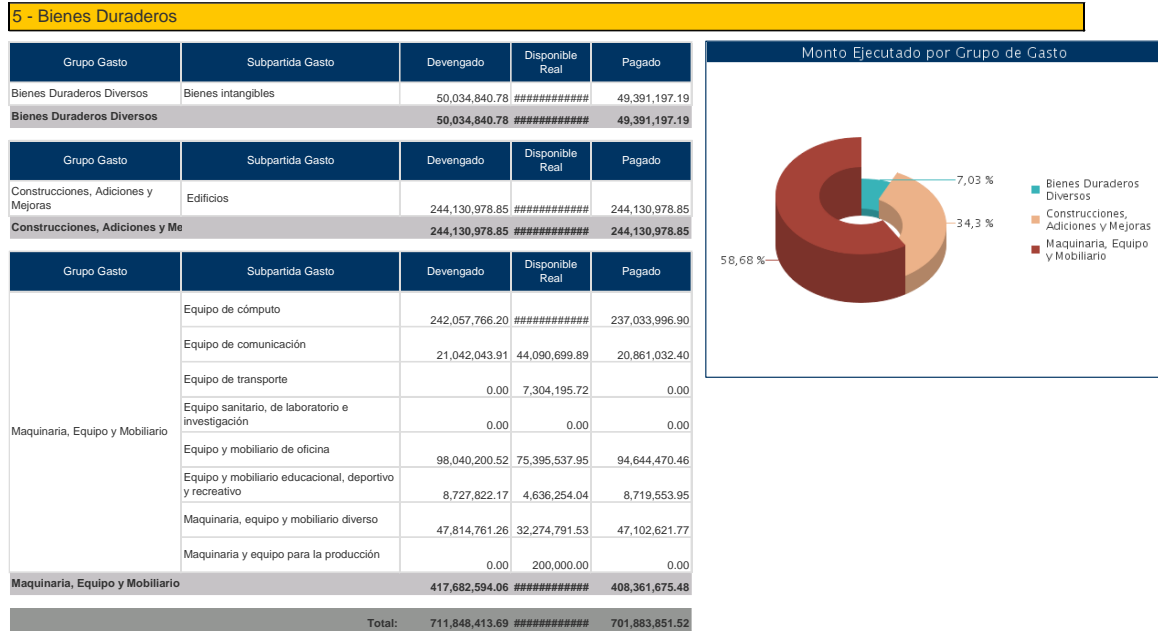 5 - Bienes Duraderos
Grupo Gasto Subpartida Gasto Devengado Disponible Real Pagado
Bienes Duraderos Diversos Bienes intangibles 50,034,840.78 ############ 49,391,197.19
Bienes Duraderos Diversos 50,034,840.78 ############ 49,391,197.19
Grupo Gasto Subpartida Gasto Devengado Disponible Real Pagado
Construcciones, Adiciones y Mejoras Edificios 244,130,978.85 ############ 244,130,978.85
Construcciones, Adiciones y Me 244,130,978.85 ############ 244,130,978.85
Grupo Gasto Subpartida Gasto Devengado Disponible Real Pagado
Maquinaria, Equipo y Mobiliario
Equipo de cómputo 242,057,766.20 ############ 237,033,996.90
Equipo de comunicación 21,042,043.91 44,090,699.89 20,861,032.40
Equipo de transporte 0.00 7,304,195.72 0.00
Equipo sanitario, de laboratorio e investigación 0.00 0.00 0.00
Equipo y mobiliario de oficina 98,040,200.52 75,395,537.95 94,644,470.46
Equipo y mobiliario educacional, deportivo y recreativo 8,727,822.17 4,636,254.04 8,719,553.95
Maquinaria, equipo y mobiliario diverso 47,814,761.26 32,274,791.53 47,102,621.77
Maquinaria y equipo para la producción 0.00 200,000.00 0.00
Maquinaria, Equipo y Mobiliario 417,682,594.06 ############ 408,361,675.48
Total: 711,848,413.69 ############ 701,883,851.52
Monto Ejecutado por Grupo de Gasto
7,03 %
34,3 %
58,68 %
Bienes Duraderos
Diversos
Construcciones,
Adiciones y Mejoras
Maquinaria, Equipo
y Mobiliario